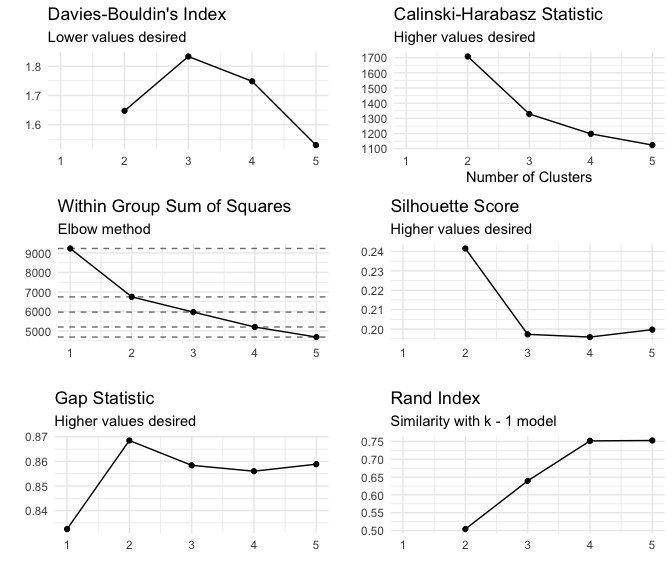 Davies-Bouldin's Index
Lower values desired
1.8
1.7
1.6
1 2 3 4 5
Calinski-Harabasz Statistic
Higher values desired
1700
1600
1500
1400
1300
1200
1100
1 2 3 4 5
Number of Clusters
Within Group Sum of Squares
Elbow method
9000
8000
7000
6000
5000
1 2 3 4 5
Silhouette Score
Higher values desired
0.24
0.23
0.22
0.21
0.20
1 2 3 4 5
Gap Statistic
Higher values desired
0.87
0.86
0.85
0.84
1 2 3 4 5
Rand Index
Similarity with k - 1 model
0.75
0.70
0.65
0.60
0.55
0.50
1 2 3 4 5